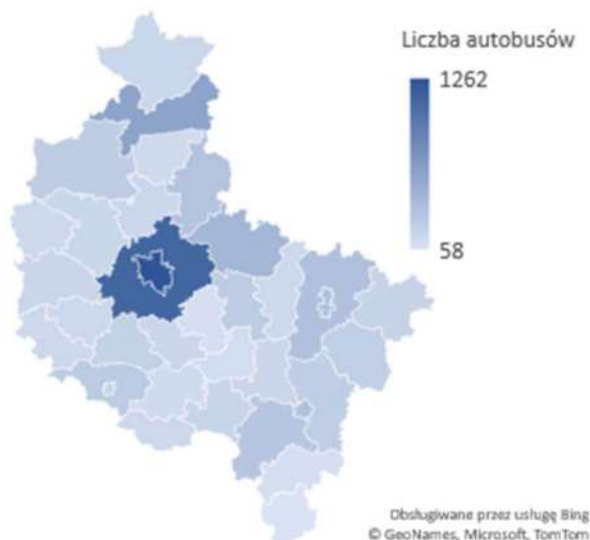 Liczba autobusów
1262
58
Obsługiwane przez usługę Bing
© GeoNames, Microsoft, TomTom